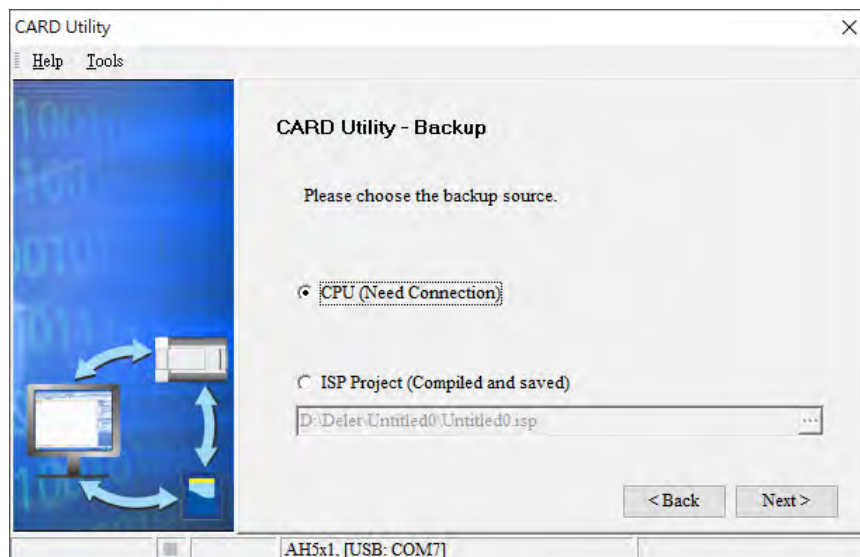 CARD Utility
Help Tools
CARD Utility - Backup
Please choose the backup source.
CPU (Need Connection)
ISP Project (Compiled and saved)
D:\Delet\Untitled0\Untitled0.isp
...
< Back Next >
AH5x1, [USB: COM7]